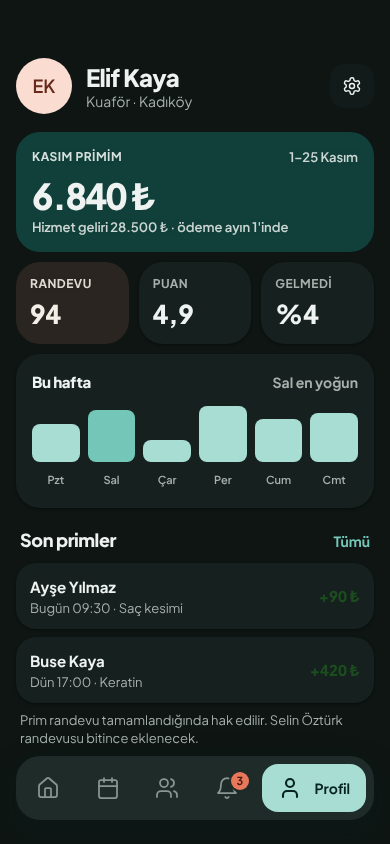 EK
Elif Kaya
Kuaför · Kadıköy
KASIM PRİMİM
1–25 Kasım
6.840 ₺
Hizmet geliri 28.500 ₺ · ödeme ayın 1'inde
RANDEVU
94
PUAN
4,9
GELMEDİ
%4
Bu hafta
Sal en yoğun
Pzt
Sal
Çar
Per
Cum
Cmt
Son primler
Tümü
Ayşe Yılmaz
Bugün 09:30 · Saç kesimi
+90 ₺
Buse Kaya
Dün 17:00 · Keratin
+420 ₺
Prim randevu tamamlandığında hak edilir. Selin Öztürk
randevusu bitince eklenecek.
3
Profil